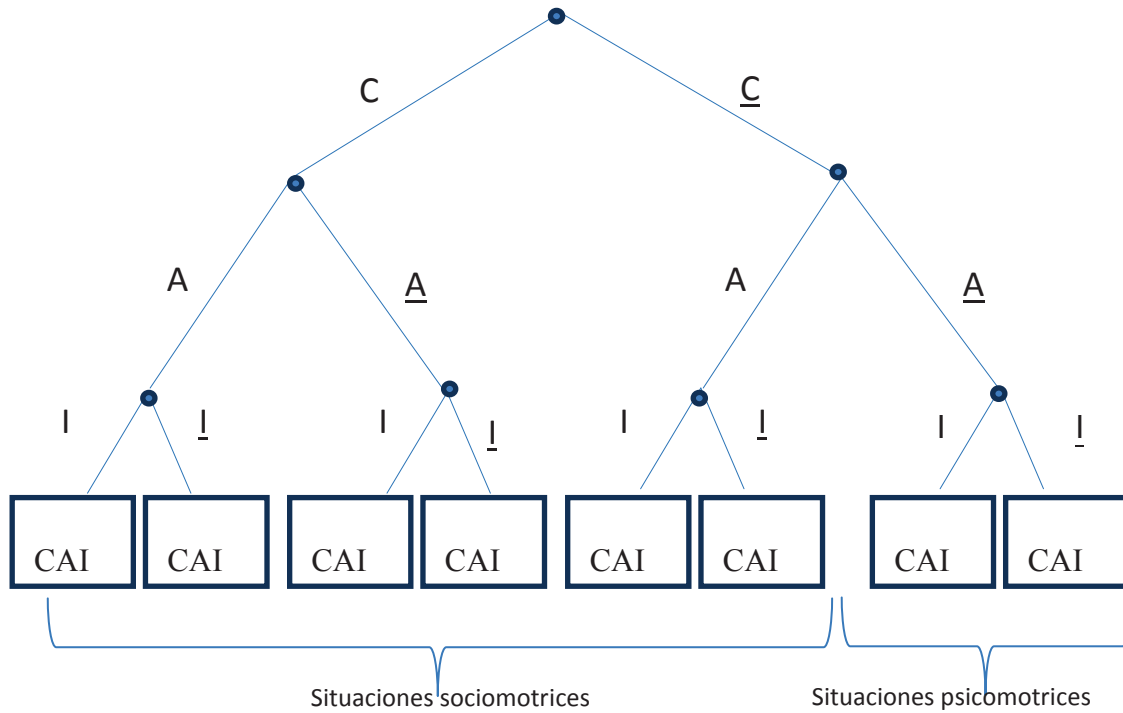 C C̲
A A̲ A A̲
I I̲ I I̲ I I̲ I I̲
CAI CAI CAI CAI CAI CAI CAI CAI
Situaciones sociomotrices Situaciones psicomotrices